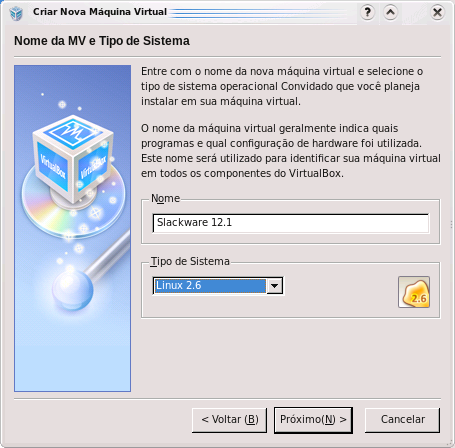 Criar Nova Máquina Virtual
?
Nome da MV e Tipo de Sistema
Entre com o nome da nova máquina virtual e selecione o
tipo de sistema operacional Convidado que você planeja
instalar em sua máquina virtual.
O nome da máquina virtual geralmente indica quais
programas e qual configuração de hardware foi utilizada.
Este nome será utilizado para identificar sua máquina virtual
em todos os componentes do VirtualBox.
VirtualBox
VirtualBox
Nome
Slackware 12.1
Tipo de Sistema
Linux 2.6
2.6
< Voltar (B)
Próximo(N) >
Cancelar